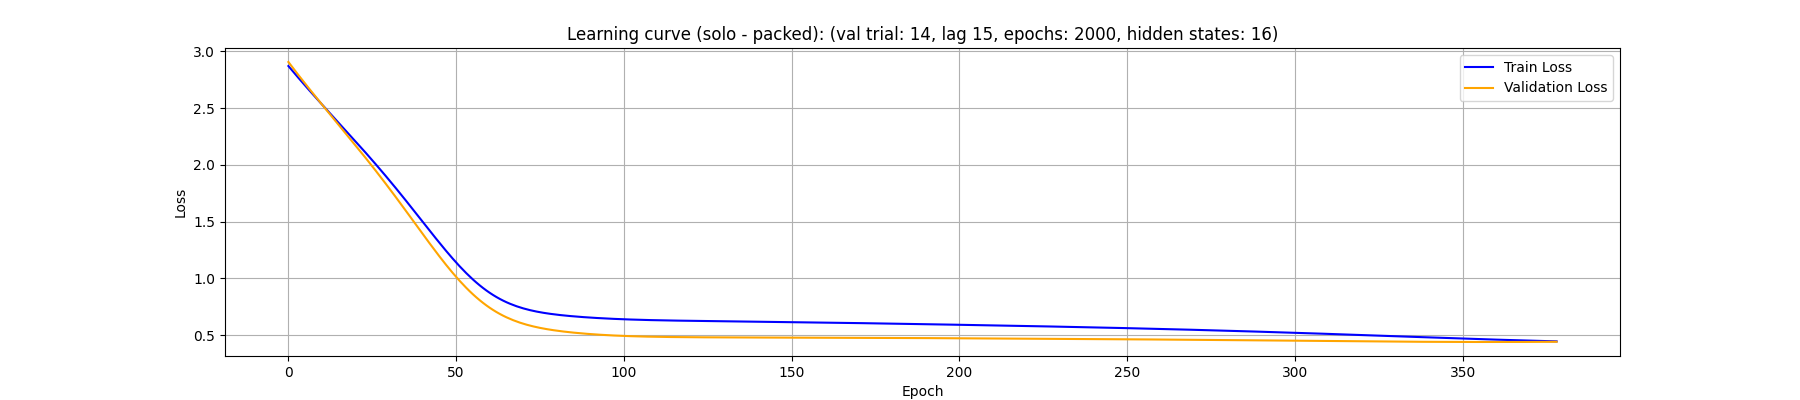 Learning curve (solo - packed): (val trial: 14, lag 15, epochs: 2000, hidden states: 16)
3.0
2.5
2.0
1.5
1.0
0.5
Loss
Train Loss
Validation Loss
0 50 100 150 200 250 300 350
Epoch